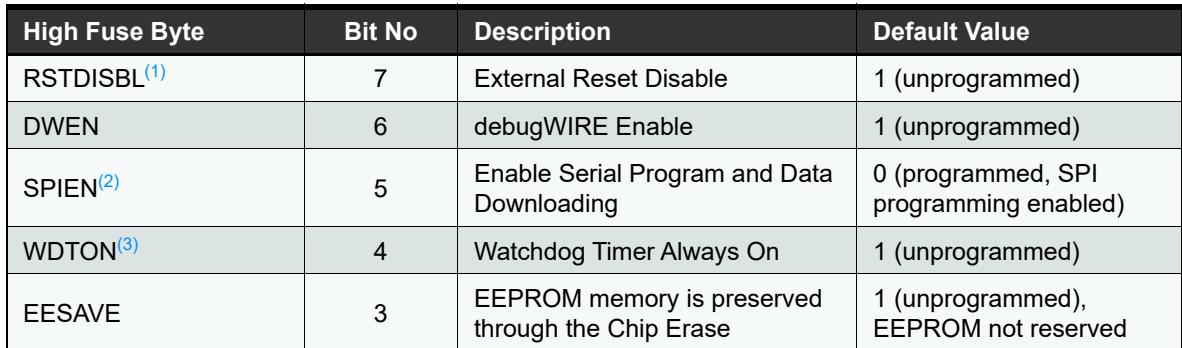 High Fuse Byte Bit No Description Default Value
RSTDISBL(1) 7 External Reset Disable 1 (unprogrammed)
DWEN 6 debugWIRE Enable 1 (unprogrammed)
SPIEN(2) 5 Enable Serial Program and Data Downloading 0 (programmed, SPI programming enabled)
WDTON(3) 4 Watchdog Timer Always On 1 (unprogrammed)
EESAVE 3 EEPROM memory is preserved through the Chip Erase 1 (unprogrammed), EEPROM not reserved